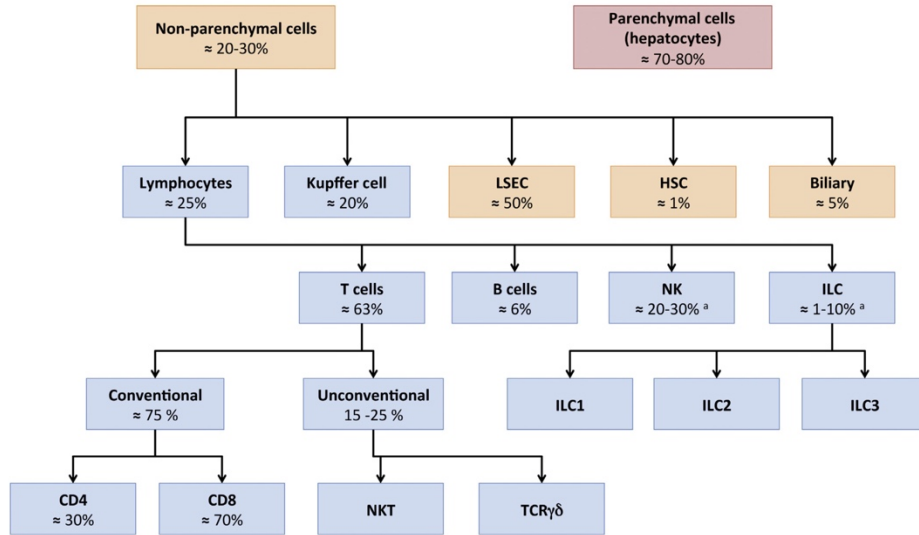 Non-parenchymal cells
≈ 20-30%
Parenchymal cells
(hepatocytes)
≈ 70-80%
Lymphocytes
≈ 25%
Kupffer cell
≈ 20%
LSEC
≈ 50%
HSC
≈ 1%
Biliary
≈ 5%
T cells
≈ 63%
B cells
≈ 6%
NK
≈ 20-30% ᵃ
ILC
≈ 1-10% ᵃ
Conventional
≈ 75 %
Unconventional
15 -25 %
ILC1
ILC2
ILC3
CD4
≈ 30%
CD8
≈ 70%
NKT
TCRγδ